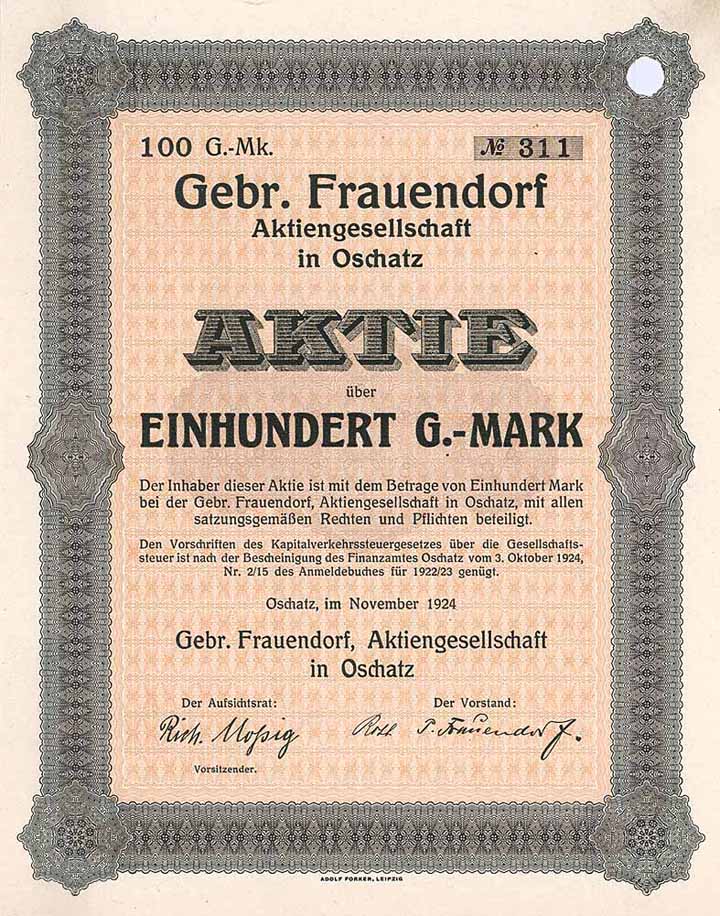 100 G.-Mk.
№ 311
Gebr. Frauendorf
Aktiengesellschaft
in Oschatz
AKTIE
über
EINHUNDERT G.-MARK
Der Inhaber dieser Aktie ist mit dem Betrage von Einhundert Mark
bei der Gebr. Frauendorf, Aktiengesellschaft in Oschatz, mit allen
satzungsgemäßen Rechten und Pflichten beteiligt.
Den Vorschriften des Kapitalverkehrssteuergesetzes über die Gesellschafts-
steuer ist nach der Bescheinigung des Finanzamtes Oschatz vom 3. Oktober 1924,
Nr. 2/15 des Anmeldebuches für 1922/23 genügt.
Oschatz, im November 1924
Gebr. Frauendorf, Aktiengesellschaft
in Oschatz
Der Aufsichtsrat:
Der Vorstand:
Rich. Moßig
Frauendorf
Vorsitzender.
ADOLF FORKER, LEIPZIG